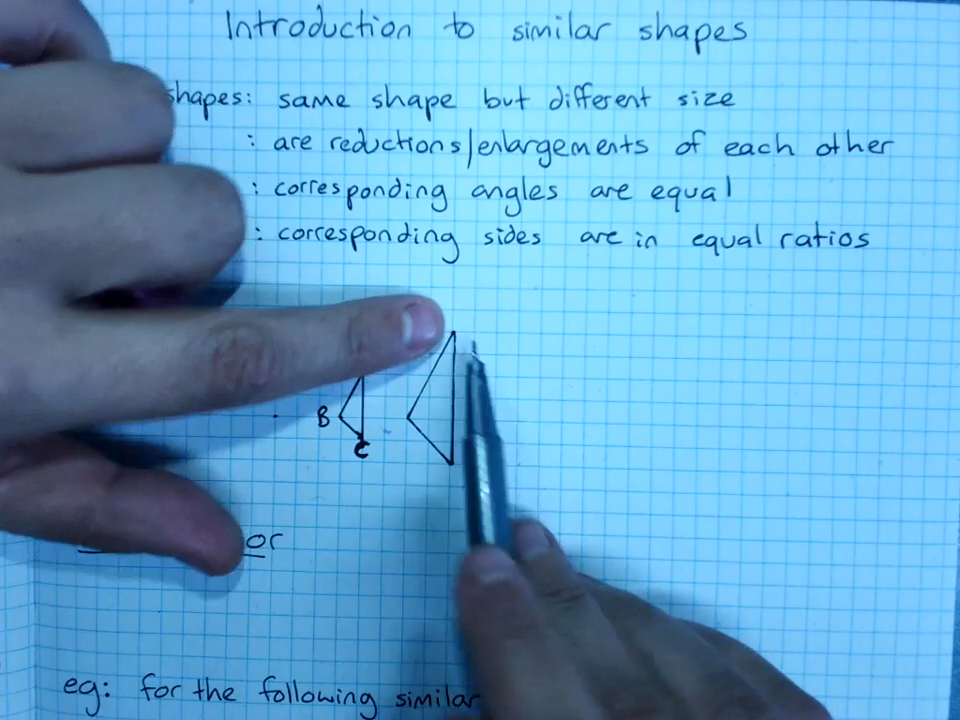 Introduction to similar shapes
shapes: same shape but different size
: are reductions/enlargements of each other
: corresponding angles are equal
: corresponding sides are in equal ratios
B
C
eg: for the following similar